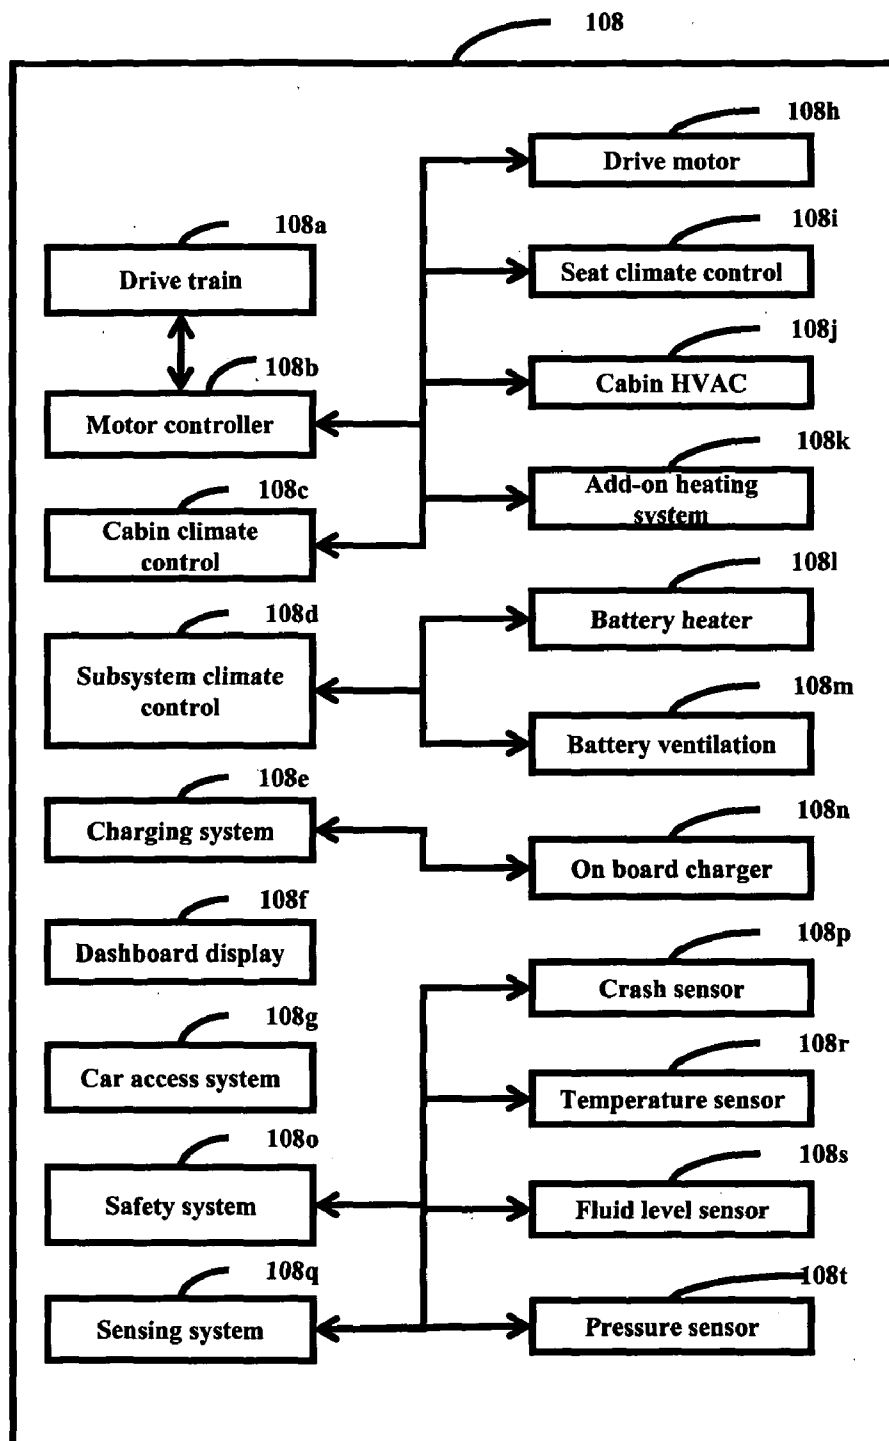 108
108h
Drive motor
108a
108i
Drive train
Seat climate control
108j
108b
Cabin HVAC
Motor controller
108k
108c
Add-on heating
system
Cabin climate
control
108l
108d
Battery heater
Subsystem climate
control
108m
Battery ventilation
108e
Charging system
108n
On board charger
108f
Dashboard display
108p
Crash sensor
108g
Car access system
108r
Temperature sensor
108o
Safety system
108s
Fluid level sensor
108q
Sensing system
108t
Pressure sensor